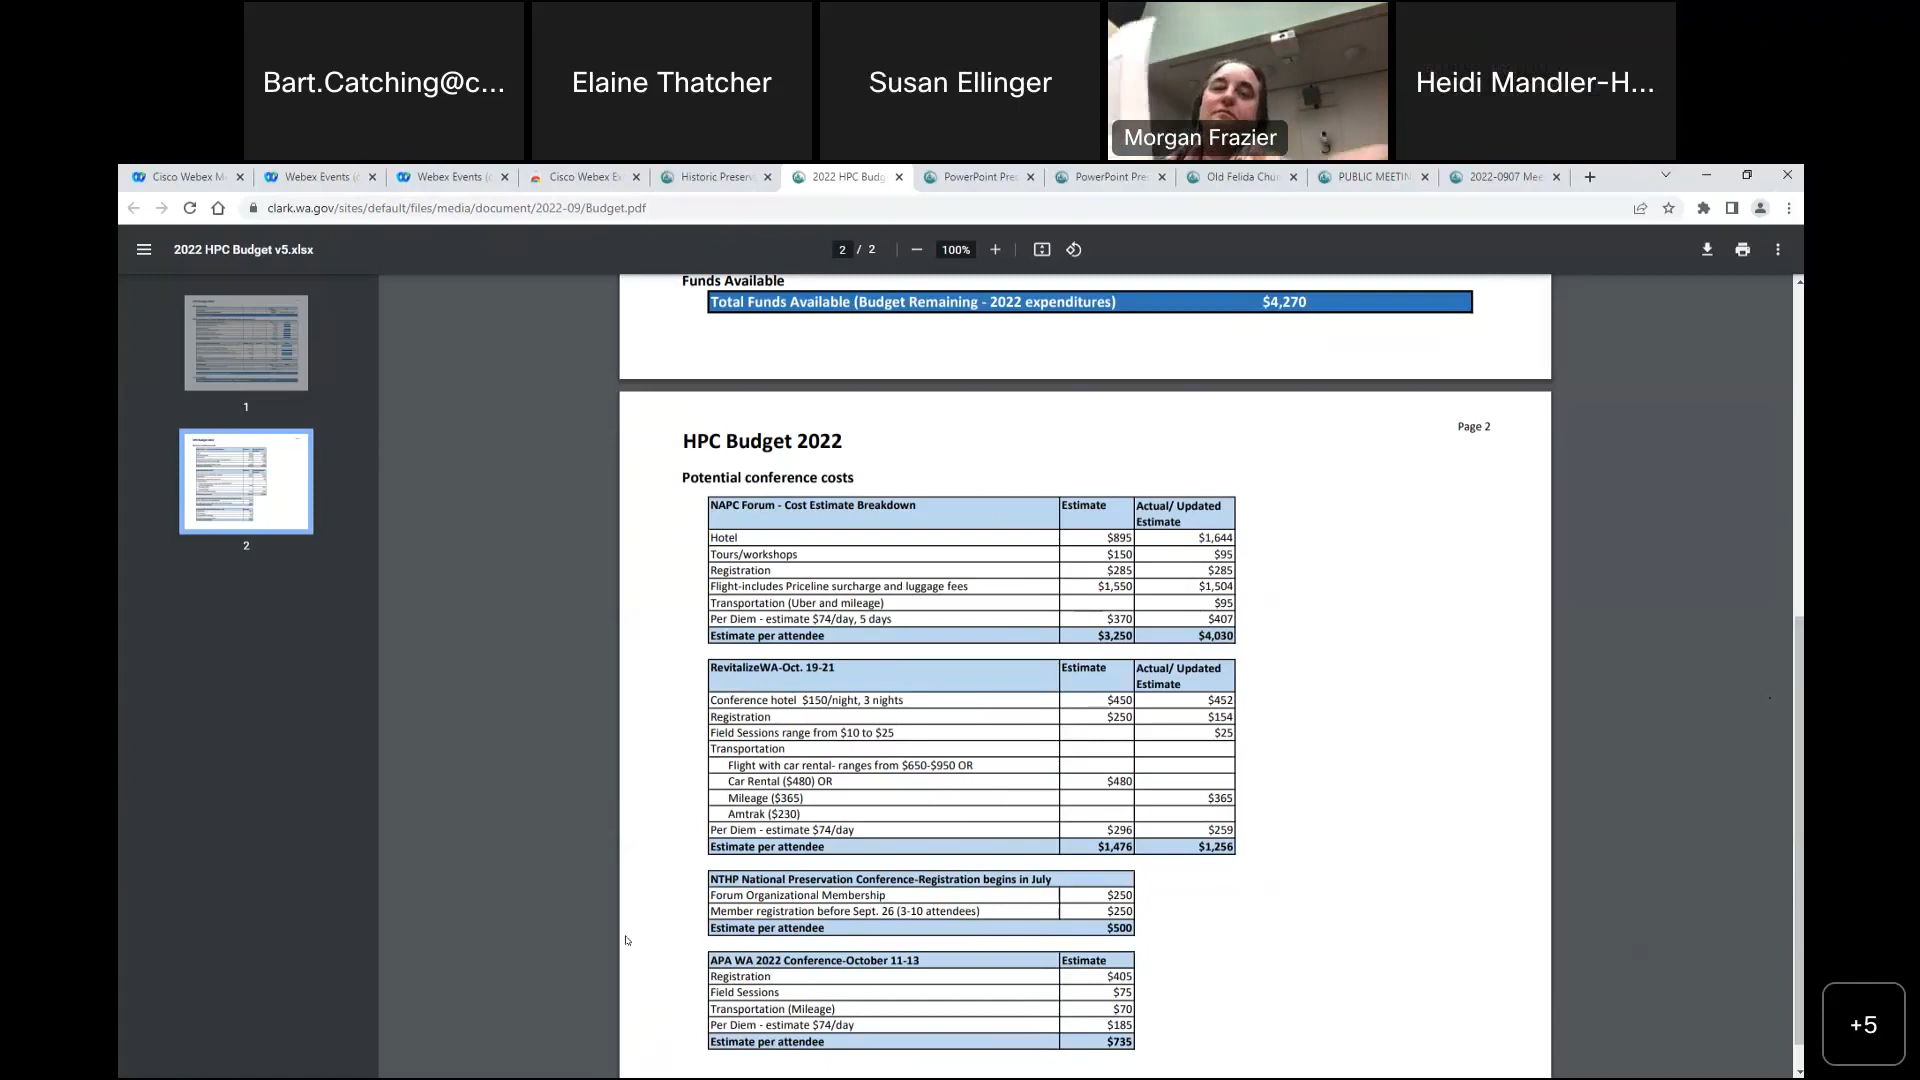 Bart.Catching@c...
Elaine Thatcher
Susan Ellinger
Morgan Frazier
Heidi Mandler-H...
Cisco Webex M
Webex Events (c
Webex Events (c
Cisco Webex Ev
Historic Preserv
2022 HPC Budg
PowerPoint Pres
PowerPoint Pres
Old Felida Chur
PUBLIC MEETIN
2022-0907 Mee
clark.wa.gov/sites/default/files/media/document/2022-09/Budget.pdf
2022 HPC Budget v5.xlsx
2 / 2
100%
1
2
Funds Available
Total Funds Available (Budget Remaining - 2022 expenditures) $4,270
Page 2
HPC Budget 2022
Potential conference costs
NAPC Forum - Cost Estimate Breakdown Estimate Actual/ Updated Estimate
Hotel $895 $1,644
Tours/workshops $150 $95
Registration $285 $285
Flight-includes Priceline surcharge and luggage fees $1,550 $1,504
Transportation (Uber and mileage) $95
Per Diem - estimate $74/day, 5 days $370 $407
Estimate per attendee $3,250 $4,030
RevitalizeWA-Oct. 19-21 Estimate Actual/ Updated Estimate
Conference hotel $150/night, 3 nights $450 $452
Registration $250 $154
Field Sessions range from $10 to $25 $25
Transportation
Flight with car rental- ranges from $650-$950 OR
Car Rental ($480) OR $480
Mileage ($365) $365
Amtrak ($230)
Per Diem - estimate $74/day $296 $259
Estimate per attendee $1,476 $1,256
NTHP National Preservation Conference-Registration begins in July
Forum Organizational Membership $250
Member registration before Sept. 26 (3-10 attendees) $250
Estimate per attendee $500
APA WA 2022 Conference-October 11-13 Estimate
Registration $405
Field Sessions $75
Transportation (Mileage) $70
Per Diem - estimate $74/day $185
Estimate per attendee $735
+5